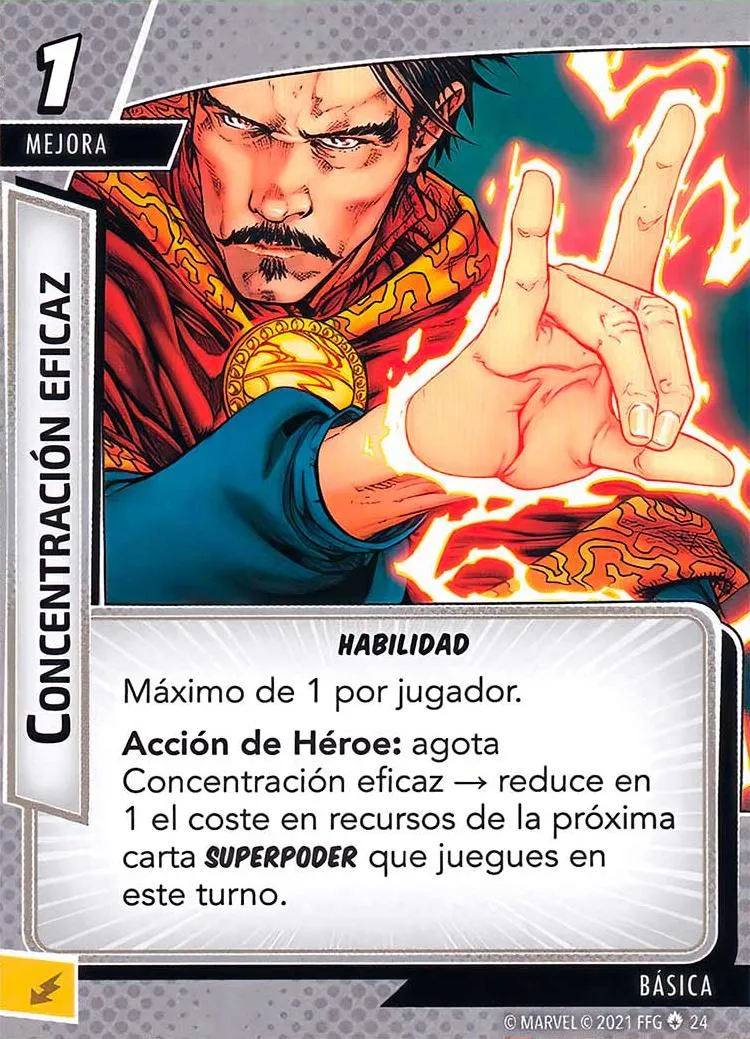 1
MEJORA
CONCENTRACIÓN EFICAZ
HABILIDAD
Máximo de 1 por jugador.
Acción de Héroe: agota
Concentración eficaz → reduce en
1 el coste en recursos de la próxima
carta SUPERPODER que juegues en
este turno.
BÁSICA
© MARVEL © 2021 FFG 24